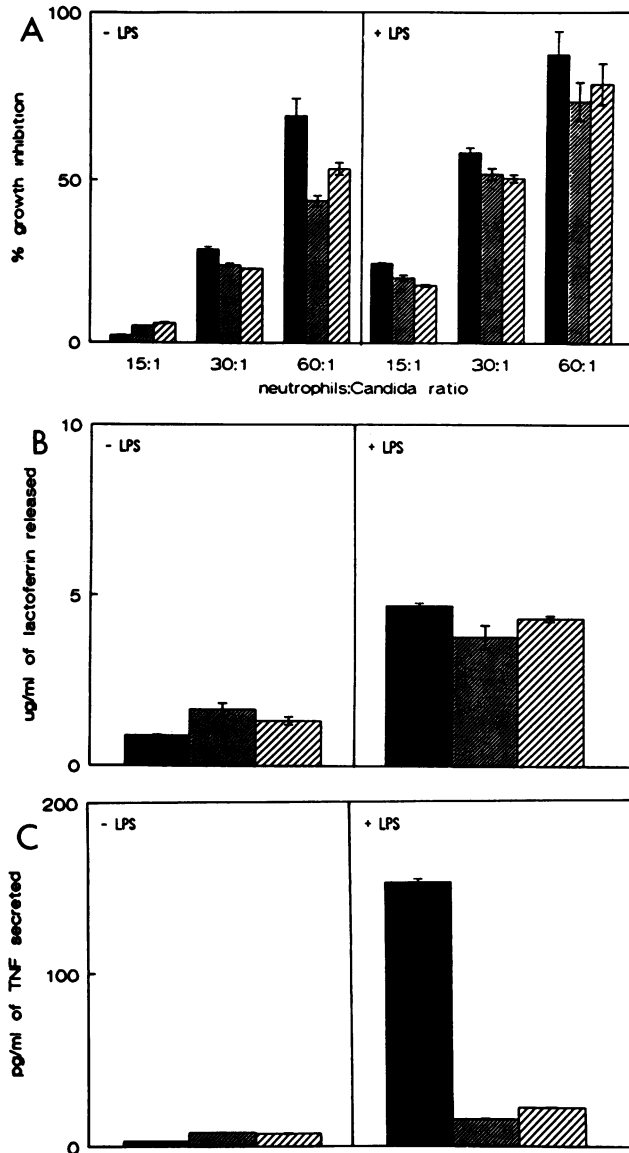 A
- LPS
+ LPS
100
50
0
% growth inhibition
15:1 30:1 60:1 15:1 30:1 60:1
neutrophils:Candida ratio
B
- LPS
+ LPS
10
5
0
ug/ml of lactoferrin released
C
- LPS
+ LPS
200
100
0
pg/ml of TNF secreted